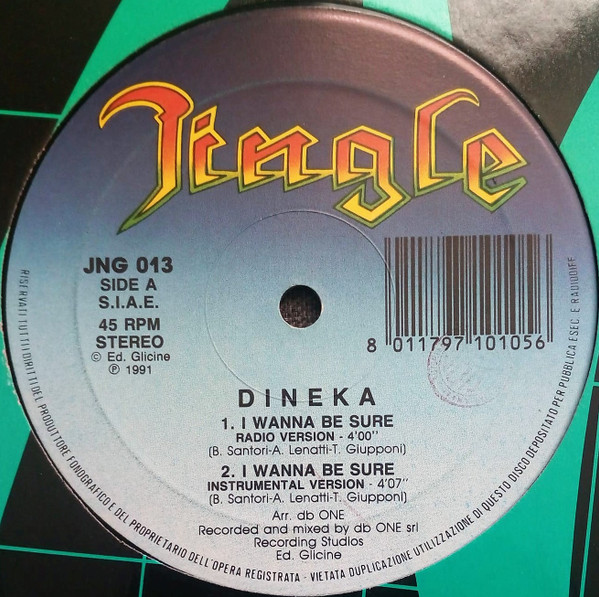 Jingle
JNG 013
SIDE A
S.I.A.E.
45 RPM
STEREO
© Ed. Glicine
℗ 1991
8 011797 101056
DINEKA
1. I WANNA BE SURE
RADIO VERSION - 4'00''
(B. Santori-A. Lenatti-T. Giupponi)
2. I WANNA BE SURE
INSTRUMENTAL VERSION - 4'07''
(B. Santori-A. Lenatti-T. Giupponi)
Arr. db ONE
Recorded and mixed by db ONE srl
Recording Studios
Ed. Glicine
RISERVATI TUTTI I DIRITTI DEL PRODUTTORE FONOGRAFICO E DEL PROPRIETARIO DELL'OPERA REGISTRATA - VIETATA DUPLICAZIONE UTILIZZAZIONE DI QUESTO DISCO DEPOSITATO PER PUBBLICA ESEC. E RADIODIFF.